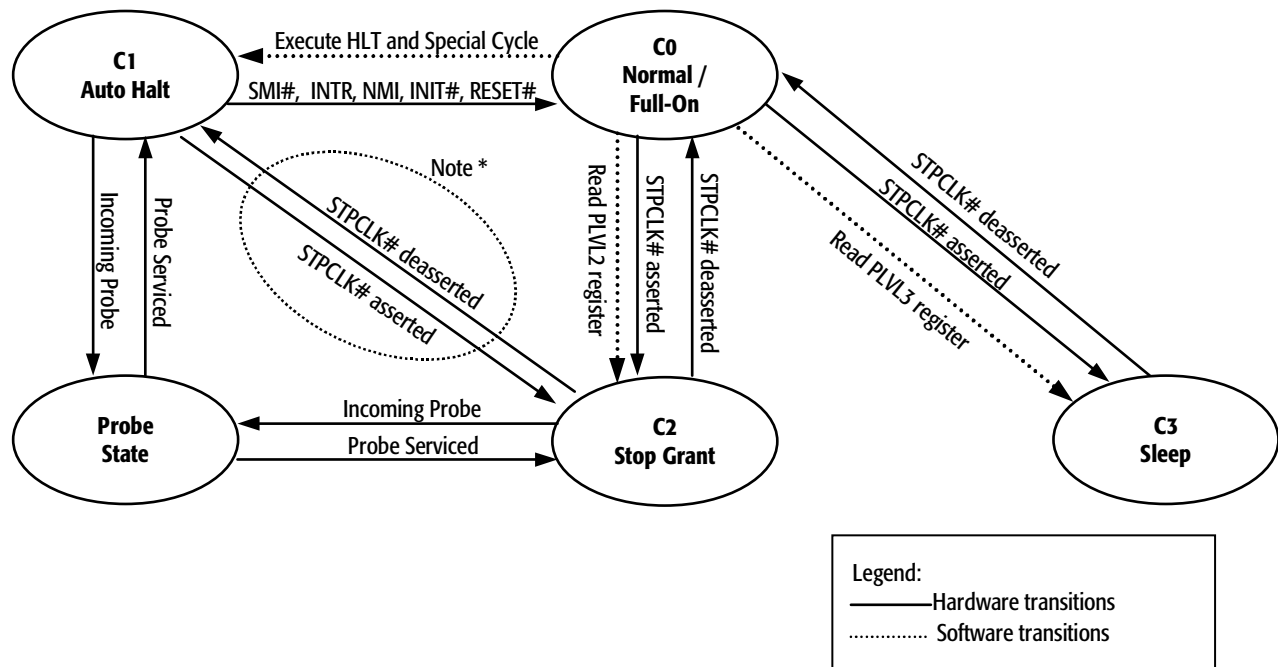 C1
Auto Halt
Execute HLT and Special Cycle
SMI#, INTR, NMI, INIT#, RESET#
C0
Normal /
Full-On
Note *
STPCLK# deasserted
STPCLK# asserted
Incoming Probe
Probe Serviced
Read PLVL2
register
STPCLK# asserted
STPCLK# deasserted
STPCLK# deasserted
STPCLK# asserted
Read PLVL3 register
Probe
State
Incoming Probe
Probe Serviced
C2
Stop Grant
C3
Sleep
Legend:
Hardware transitions
Software transitions